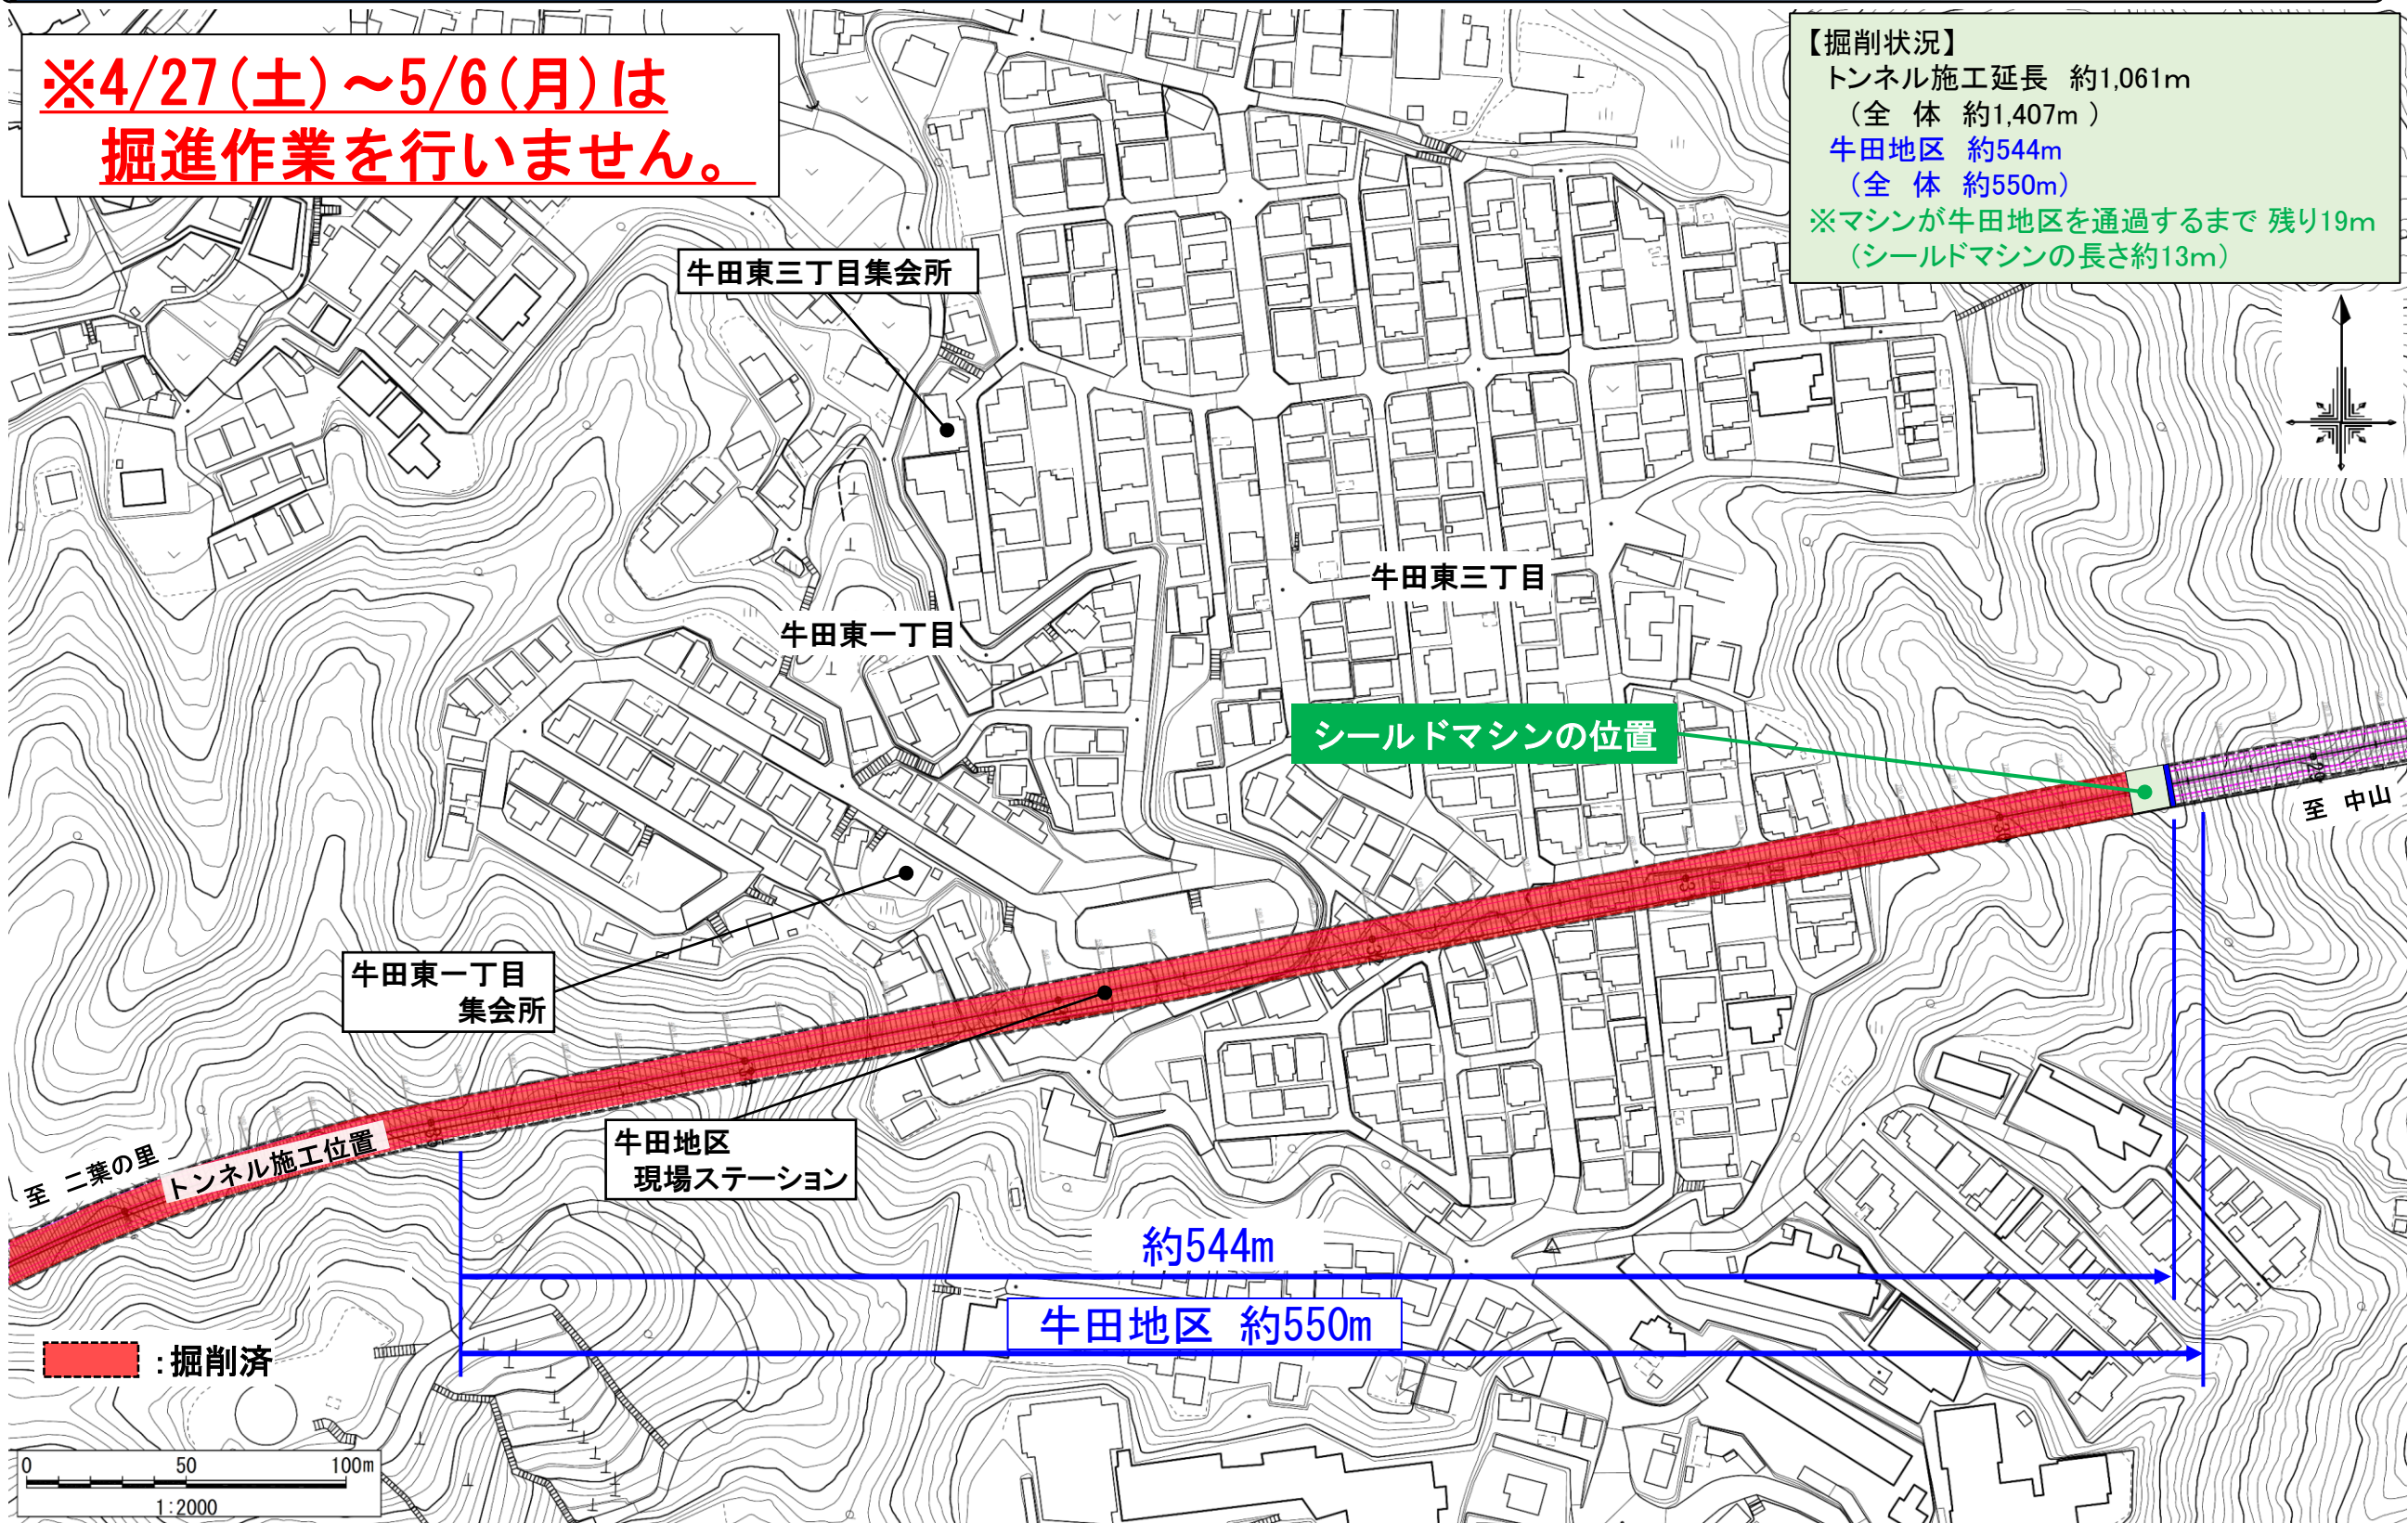 ※4/27(土)～5/6(月)は
掘進作業を行いません。
【掘削状況】
トンネル施工延長 約1,061m
（全 体 約1,407m ）
牛田地区 約544m
（全 体 約550m）
※マシンが牛田地区を通過するまで 残り19m
（シールドマシンの長さ約13m）
牛田東三丁目集会所
牛田東三丁目
牛田東一丁目
シールドマシンの位置
至 中山
牛田東一丁目
集会所
牛田地区
現場ステーション
至 二葉の里
トンネル施工位置
約544m
牛田地区 約550m
：掘削済
0 50 100m
1:2000